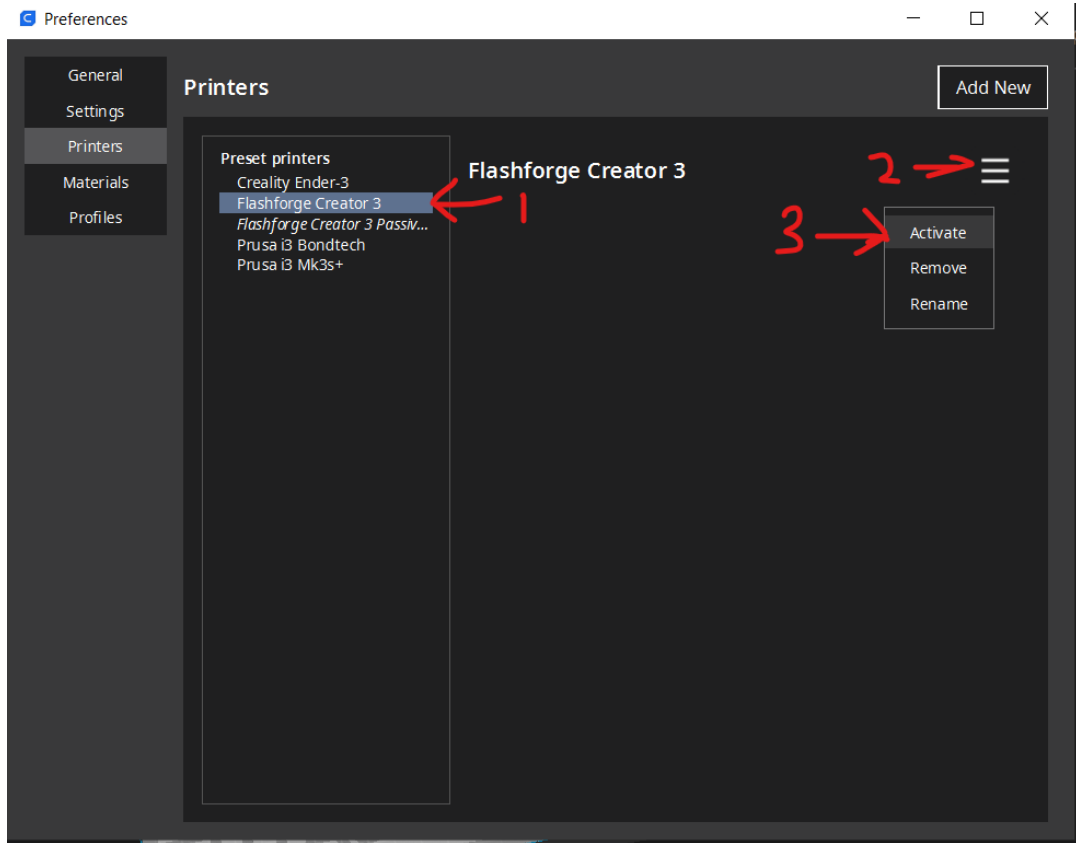 Preferences
General
Settings
Printers
Materials
Profiles
Printers
Add New
Preset printers
Creality Ender-3
Flashforge Creator 3
Flashforge Creator 3 Passiv...
Prusa i3 Bondtech
Prusa i3 Mk3s+
1
Flashforge Creator 3
2
3
Activate
Remove
Rename